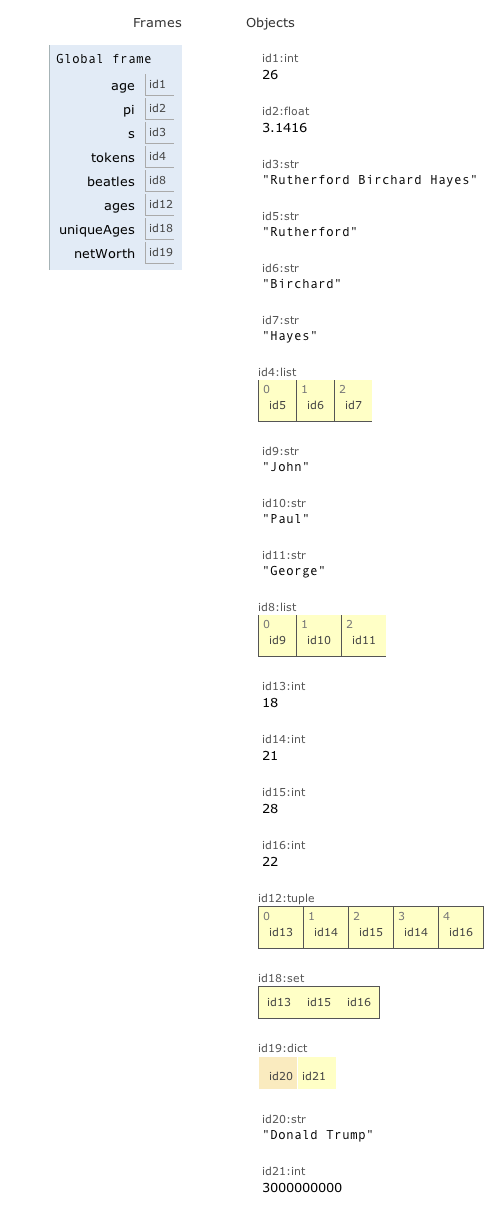 Frames Objects
Global frame
age id1
pi id2
s id3
tokens id4
beatles id8
ages id12
uniqueAges id18
netWorth id19
id1:int
26
id2:float
3.1416
id3:str
"Rutherford Birchard Hayes"
id5:str
"Rutherford"
id6:str
"Birchard"
id7:str
"Hayes"
id4:list
0 1 2
id5 id6 id7
id9:str
"John"
id10:str
"Paul"
id11:str
"George"
id8:list
0 1 2
id9 id10 id11
id13:int
18
id14:int
21
id15:int
28
id16:int
22
id12:tuple
0 1 2 3 4
id13 id14 id15 id14 id16
id18:set
id13 id15 id16
id19:dict
id20 id21
id20:str
"Donald Trump"
id21:int
3000000000